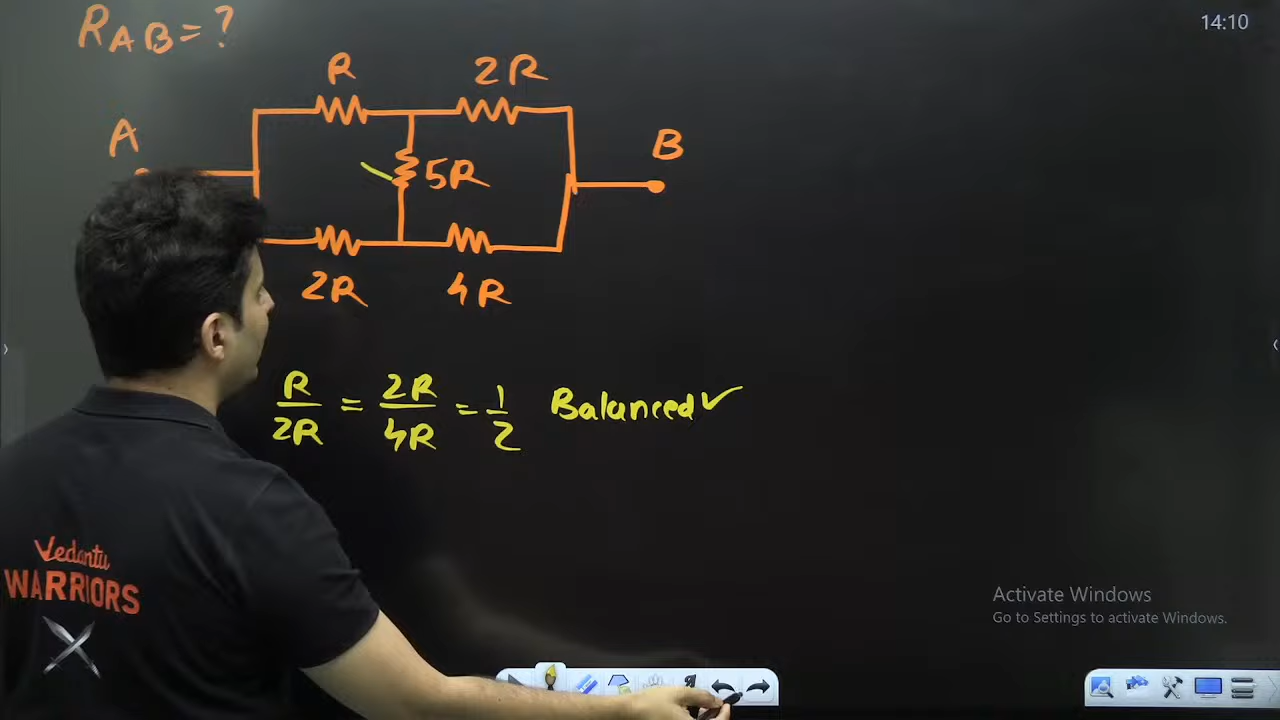 R_AB = ?
14:10
R
2R
A
B
5R
2R
4R
R/2R = 2R/4R = 1/2 Balanced ✓
Vedantu
WARRIORS
Activate Windows
Go to Settings to activate Windows.